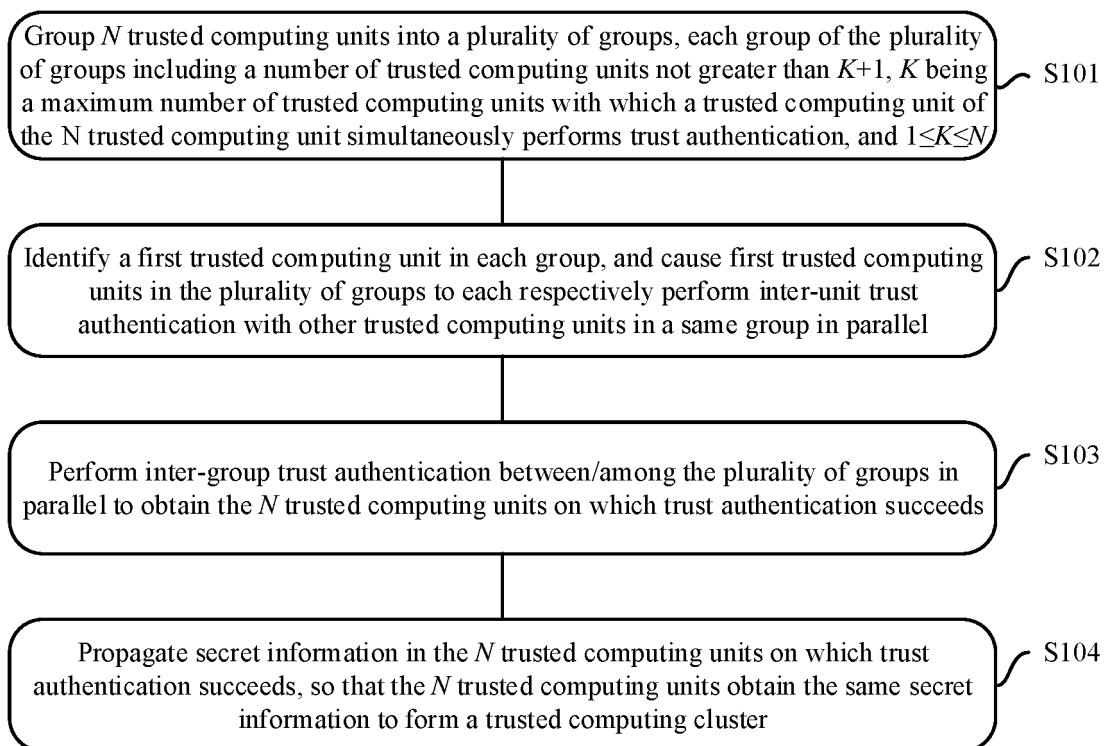 Group N trusted computing units into a plurality of groups, each group of the plurality
of groups including a number of trusted computing units not greater than K+1, K being
a maximum number of trusted computing units with which a trusted computing unit of
the N trusted computing unit simultaneously performs trust authentication, and 1≤K≤N
S101
Identify a first trusted computing unit in each group, and cause first trusted computing
units in the plurality of groups to each respectively perform inter-unit trust
authentication with other trusted computing units in a same group in parallel
S102
Perform inter-group trust authentication between/among the plurality of groups in
parallel to obtain the N trusted computing units on which trust authentication succeeds
S103
Propagate secret information in the N trusted computing units on which trust
authentication succeeds, so that the N trusted computing units obtain the same secret
information to form a trusted computing cluster
S104